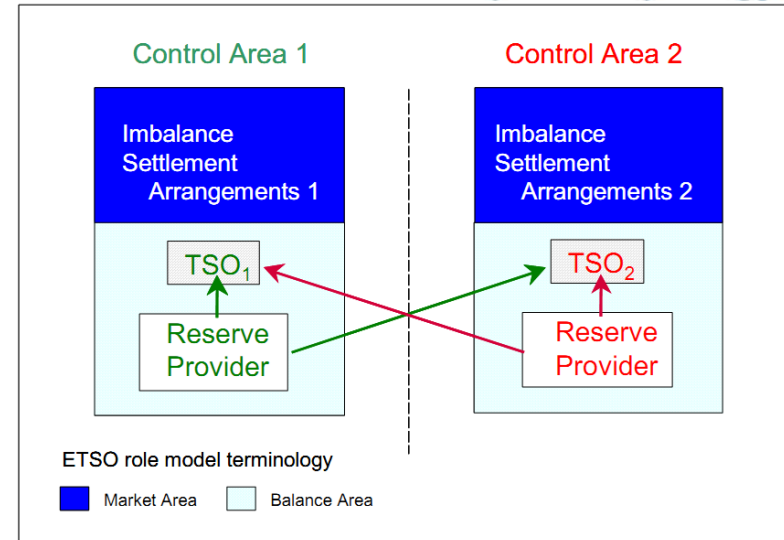 Control Area 1
Control Area 2
Imbalance
Settlement
Arrangements 1
Imbalance
Settlement
Arrangements 2
TSO1
TSO2
Reserve
Provider
Reserve
Provider
ETSO role model terminology
Market Area
Balance Area